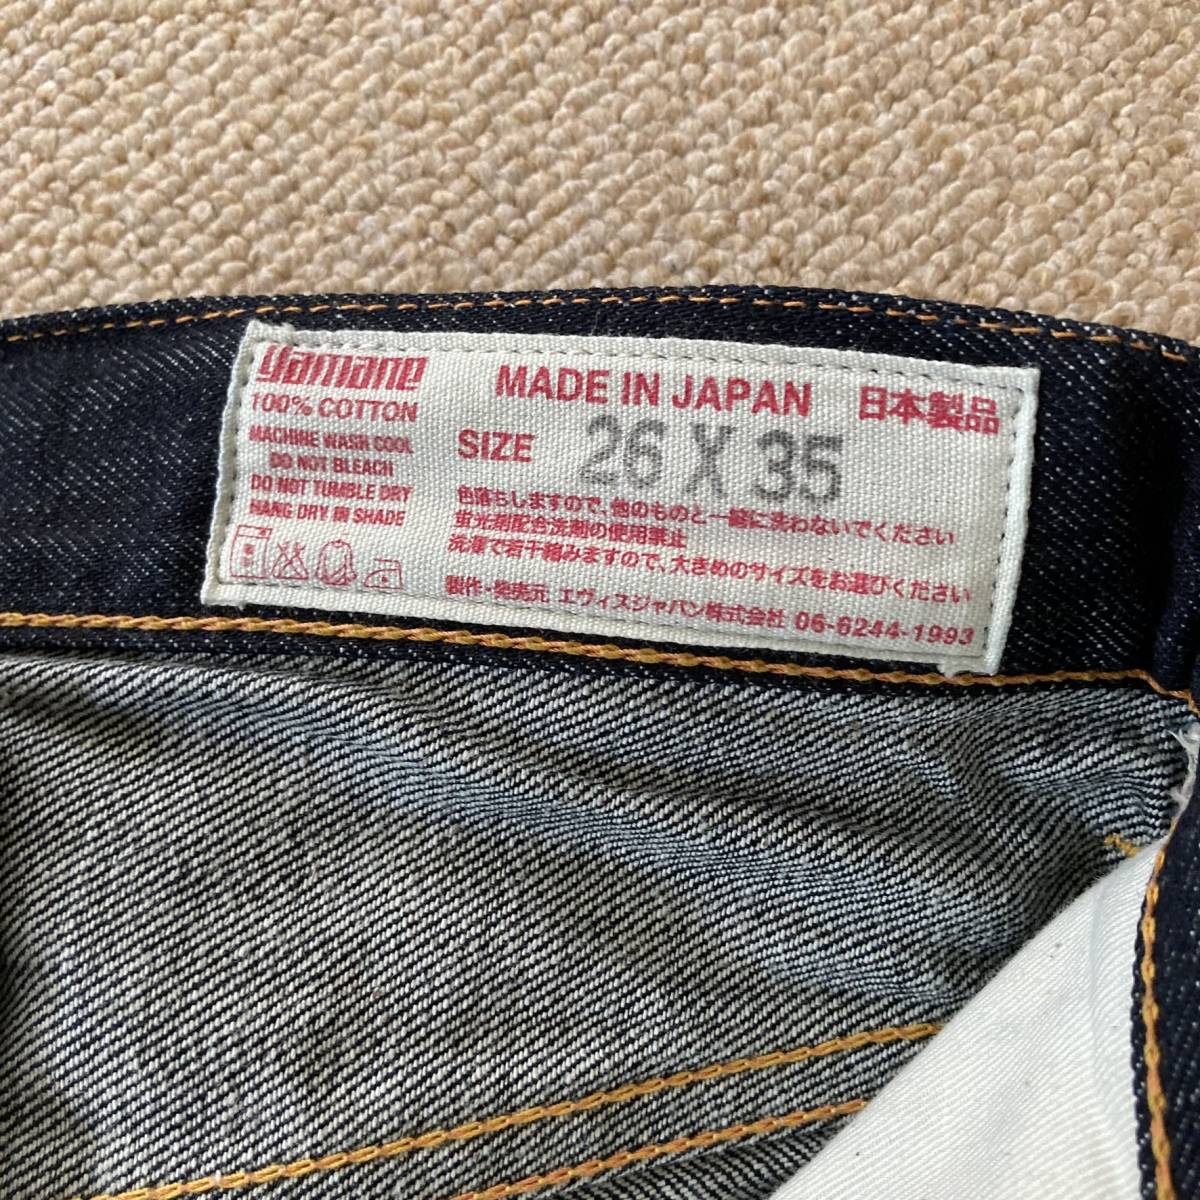 yamane
100% COTTON
MACHINE WASH COOL
DO NOT BLEACH
DO NOT TUMBLE DRY
HANG DRY IN SHADE
MADE IN JAPAN 日本製品
SIZE 26 X 35
色落ちしますので、他のものと一緒に洗わないでください
蛍光剤配合洗剤の使用禁止
洗濯で若干縮みますので、大きめのサイズをお選びください
製作・発売元 エヴィスジャパン株式会社 06-6244-1993